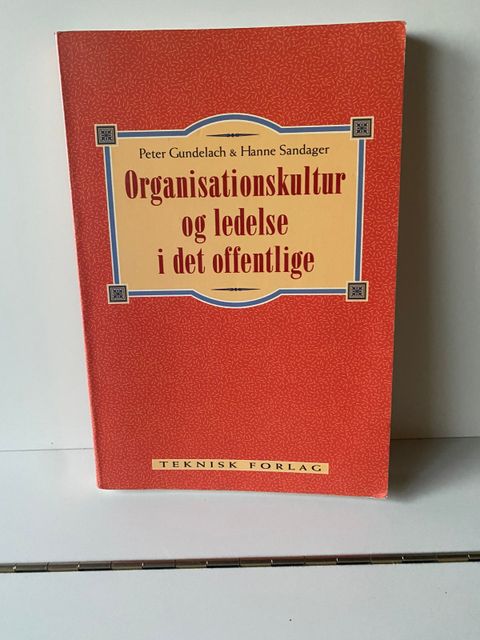 Peter Gundelach & Hanne Sandager
Organisationskultur
og ledelse
i det offentlige
TEKNISK FORLAG